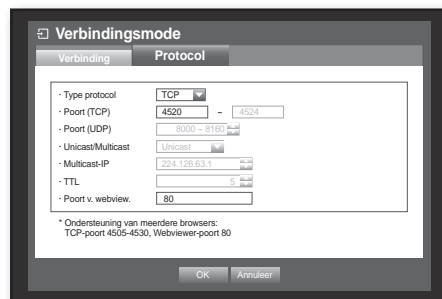 Verbindingsmode
Verbinding Protocol
· Type protocol TCP
· Poort (TCP) 4520 ~ 4524
· Poort (UDP) 8000 ~ 8160
· Unicast/Multicast Unicast
· Multicast-IP 224.126.63.1
· TTL 5
· Poort v. webview. 80
* Ondersteuning van meerdere browsers:
TCP-poort 4505-4530, Webviewer-poort 80
OK Annuleer